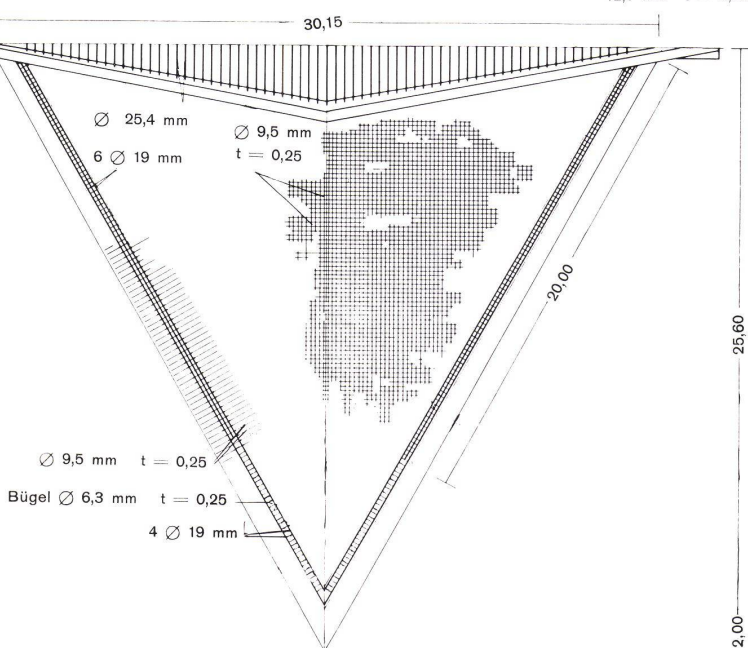 30,15
Ø 25,4 mm
Ø 9,5 mm
6 Ø 19 mm
t = 0,25
20,00
25,60
Ø 9,5 mm t = 0,25
Bügel Ø 6,3 mm t = 0,25
4 Ø 19 mm
2,00